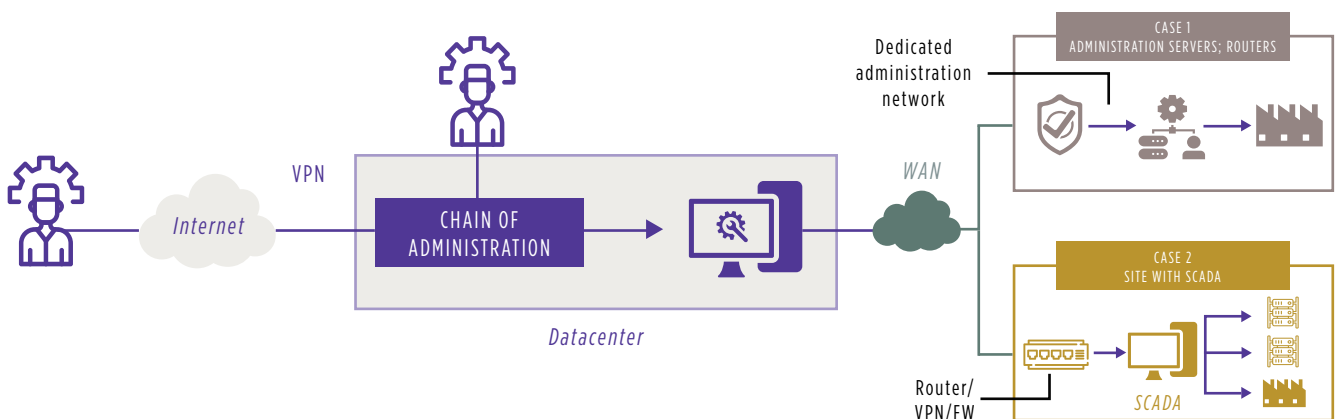 Internet
VPN
CHAIN OF
ADMINISTRATION
Datacenter
WAN
Dedicated
administration
network
CASE 1
ADMINISTRATION SERVERS; ROUTERS
CASE 2
SITE WITH SCADA
Router/
VPN/FW
SCADA